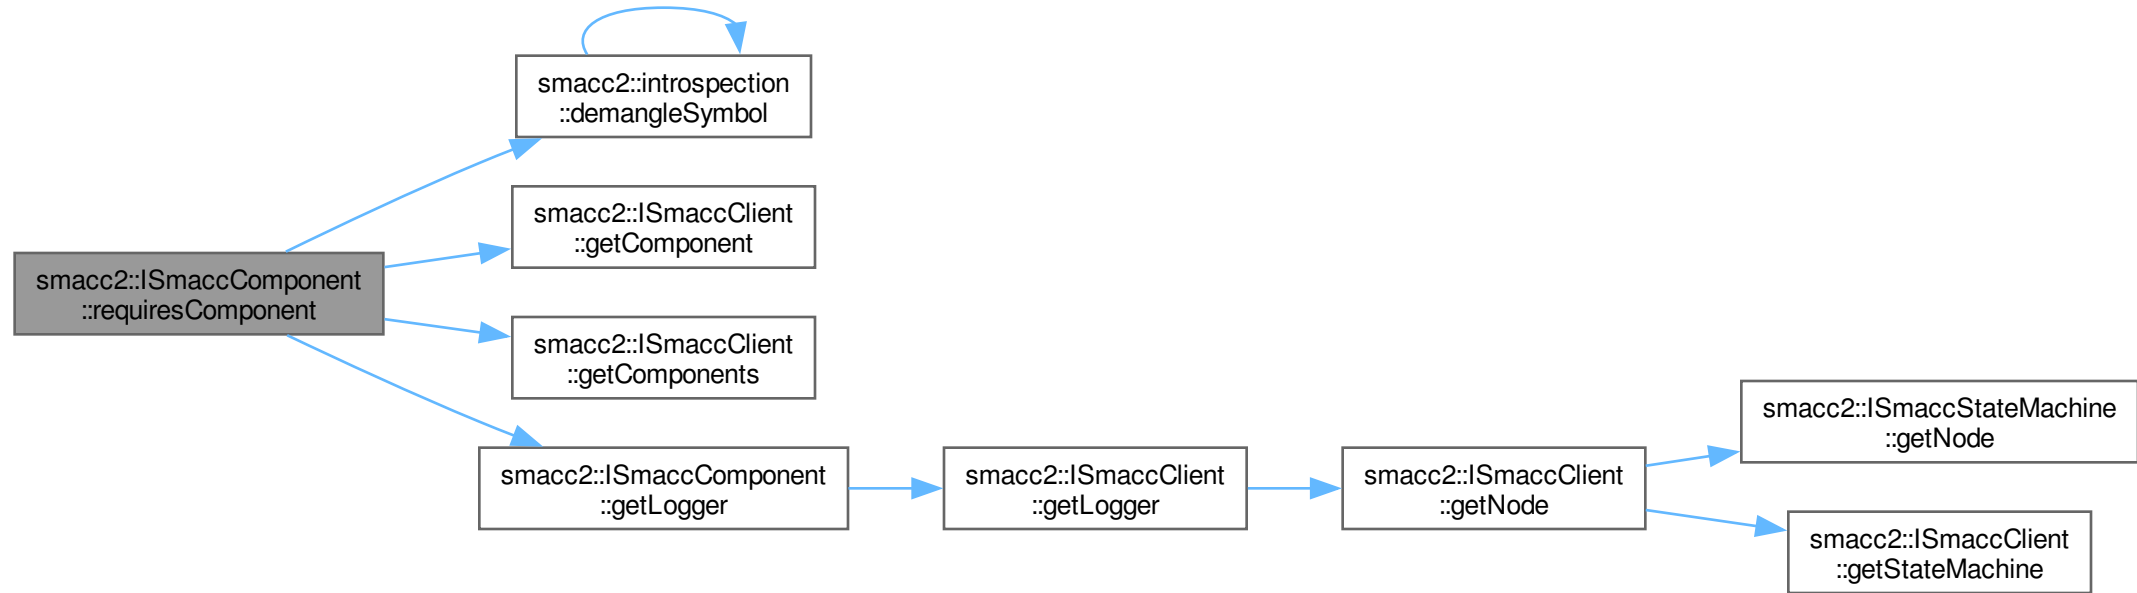 smacc2::introspection
::demangleSymbol
smacc2::ISmaccClient
::getComponent
smacc2::ISmaccComponent
::requiresComponent
smacc2::ISmaccClient
::getComponents
smacc2::ISmaccStateMachine
::getNode
smacc2::ISmaccComponent
::getLogger
smacc2::ISmaccClient
::getLogger
smacc2::ISmaccClient
::getNode
smacc2::ISmaccClient
::getStateMachine